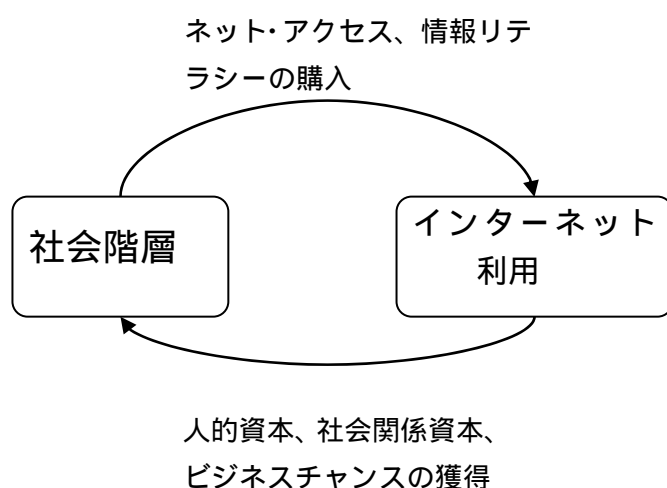 ネット・アクセス、情報リテ
ラシーの購入
社会階層
インターネット
利用
人的資本、社会関係資本、
ビジネスチャンスの獲得